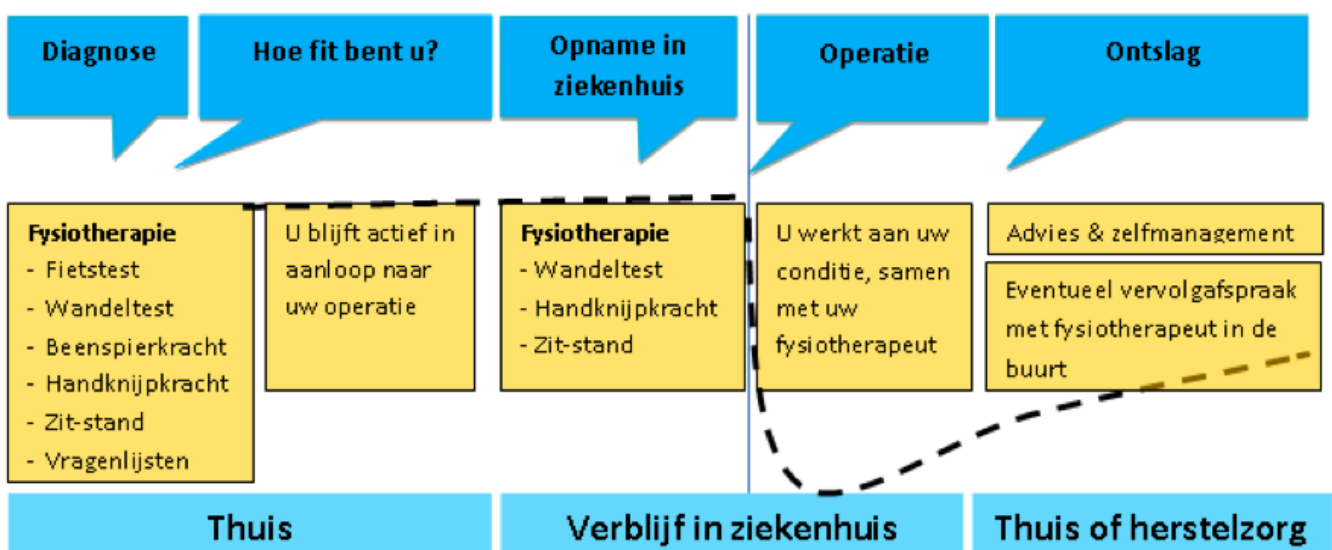 Diagnose
Hoe fit bent u?
Opname in
ziekenhuis
Operatie
Ontslag
Fysiotherapie
- Fietstest
- Wandeltest
- Beenspierkracht
- Handknijpkracht
- Zit-stand
- Vragenlijsten
U blijft actief in
aanloop naar
uw operatie
Fysiotherapie
- Wandeltest
- Handknijpkracht
- Zit-stand
U werkt aan uw
conditie, samen
met uw
fysiotherapeut
Advies & zelfmanagement
Eventueel vervolgafspraak
met fysiotherapeut in de
buurt
Thuis
Verblijf in ziekenhuis
Thuis of herstelzorg